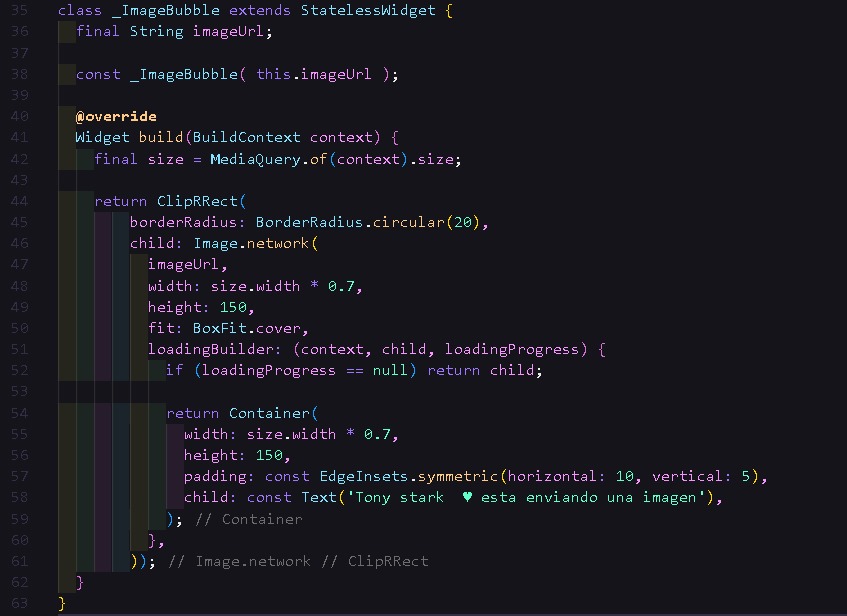 35 class _ImageBubble extends StatelessWidget {
36   final String imageUrl;
37
38   const _ImageBubble( this.imageUrl );
39
40   @override
41   Widget build(BuildContext context) {
42     final size = MediaQuery.of(context).size;
43
44     return ClipRRect(
45         borderRadius: BorderRadius.circular(20),
46         child: Image.network(
47           imageUrl,
48           width: size.width * 0.7,
49           height: 150,
50           fit: BoxFit.cover,
51           loadingBuilder: (context, child, loadingProgress) {
52             if (loadingProgress == null) return child;
53
54             return Container(
55               width: size.width * 0.7,
56               height: 150,
57               padding: const EdgeInsets.symmetric(horizontal: 10, vertical: 5),
58               child: const Text('Tony stark  ♥ esta enviando una imagen'),
59             ); // Container
60           },
61         )); // Image.network // ClipRRect
62   }
63 }